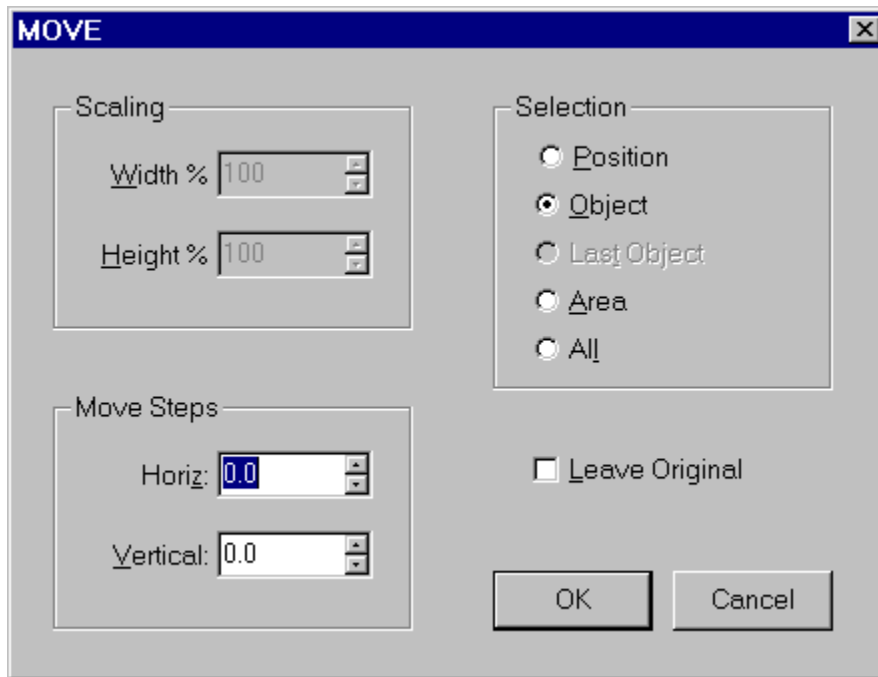 MOVE
Scaling
Width % 100
Height % 100
Selection
Position
Object
Last Object
Area
All
Move Steps
Horiz: 0.0
Vertical: 0.0
Leave Original
OK
Cancel